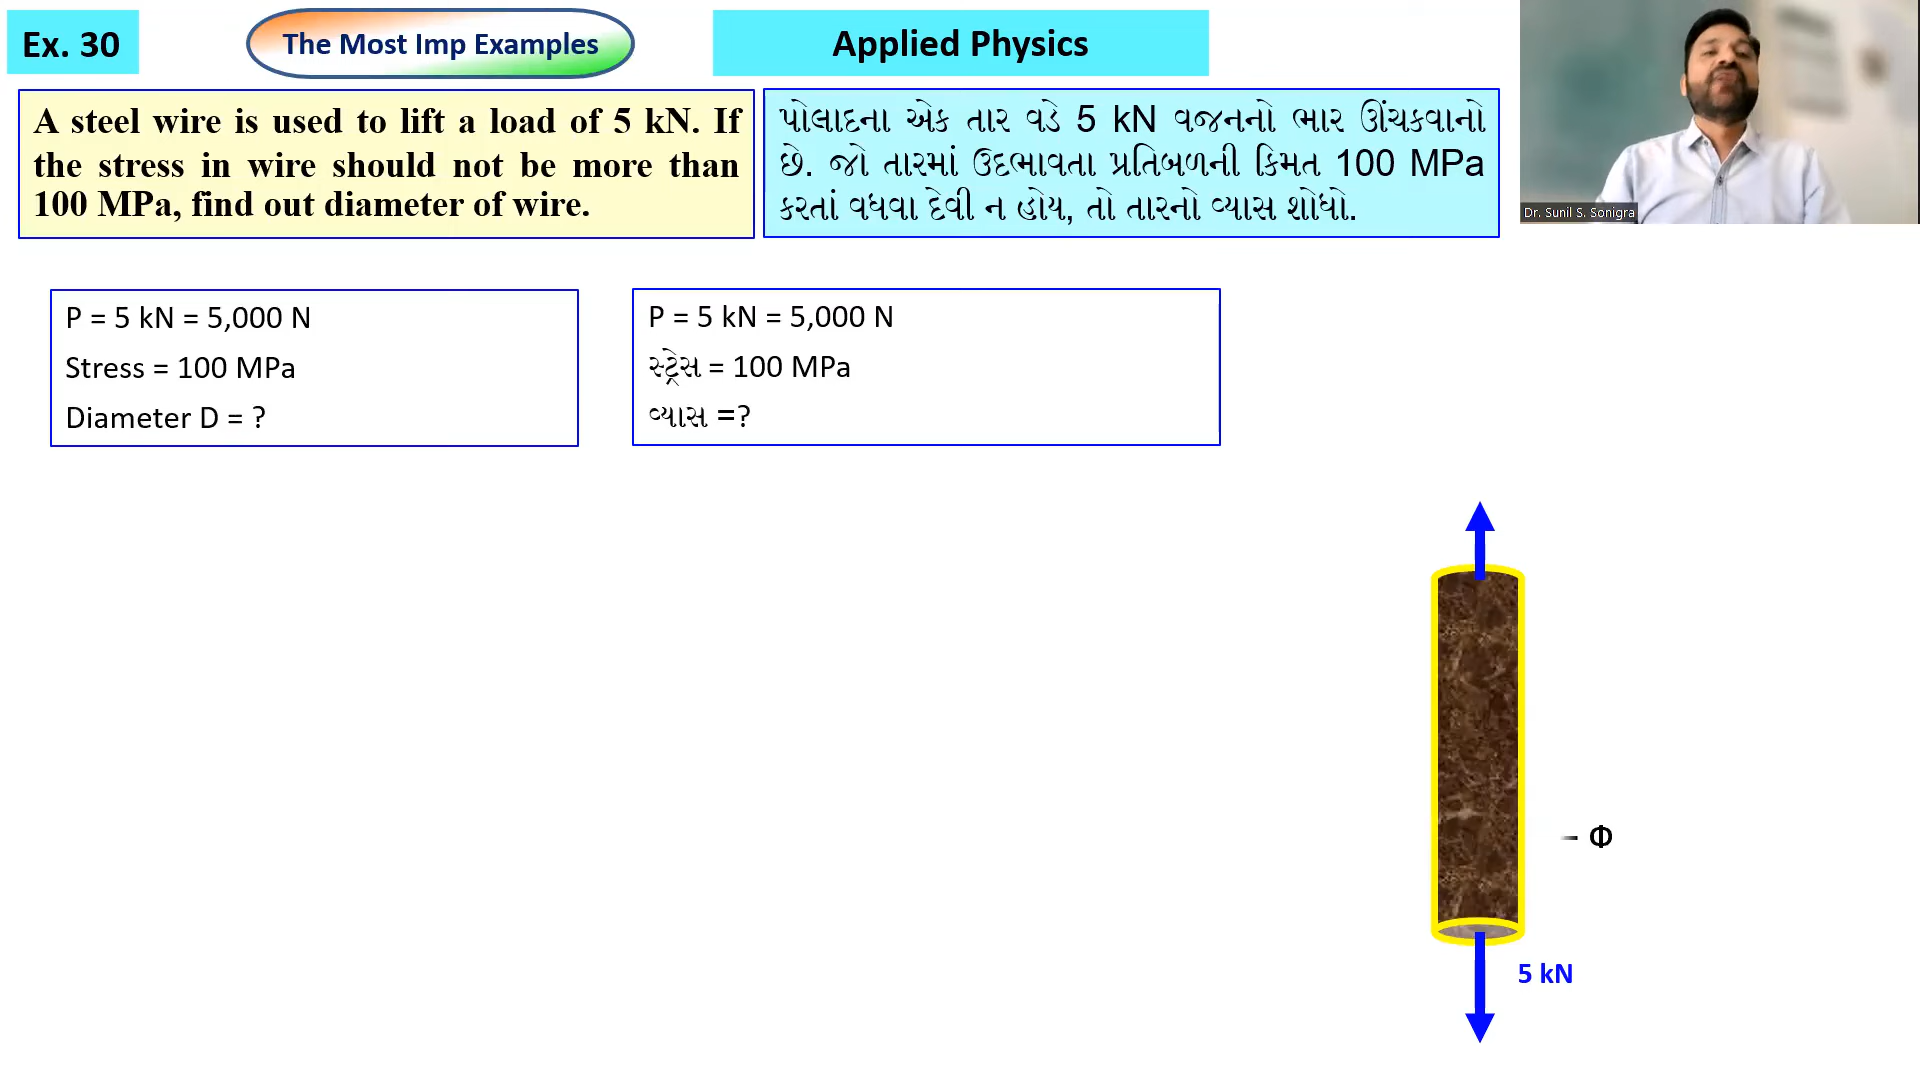 Ex. 30
The Most Imp Examples
Applied Physics
A steel wire is used to lift a load of 5 kN. If
the stress in wire should not be more than
100 MPa, find out diameter of wire.
પોલાદના એક તાર વડે 5 kN વજનનો ભાર ઊંચકવાનો
છે. જો તારમાં ઉદભાવતા પ્રતિબળની કિમત 100 MPa
કરતાં વધવા દેવી ન હોય, તો તારનો વ્યાસ શોધો.
Dr. Sunil S. Sonigra
P = 5 kN = 5,000 N
Stress = 100 MPa
Diameter D = ?
P = 5 kN = 5,000 N
સ્ટ્રેસ = 100 MPa
વ્યાસ =?
– Φ
5 kN